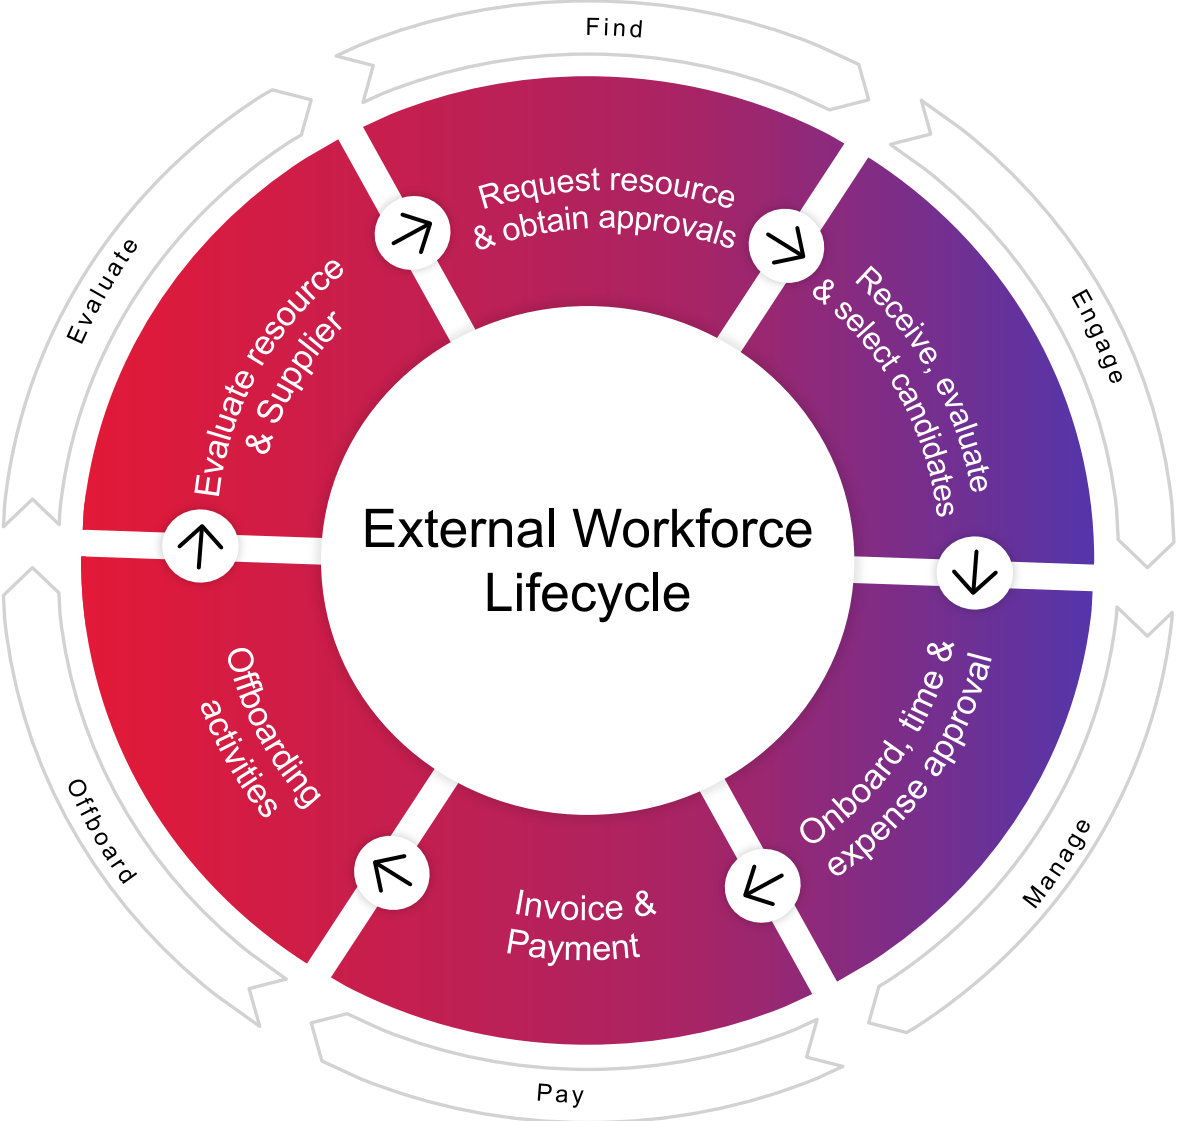 Find
Request resource
& obtain approvals
Engage
Receive, evaluate
& select candidates
Manage
Onboard, time &
expense approval
Pay
Invoice &
Payment
Offboard
Offboarding
activities
Evaluate
Evaluate resource
& Supplier
External Workforce
Lifecycle